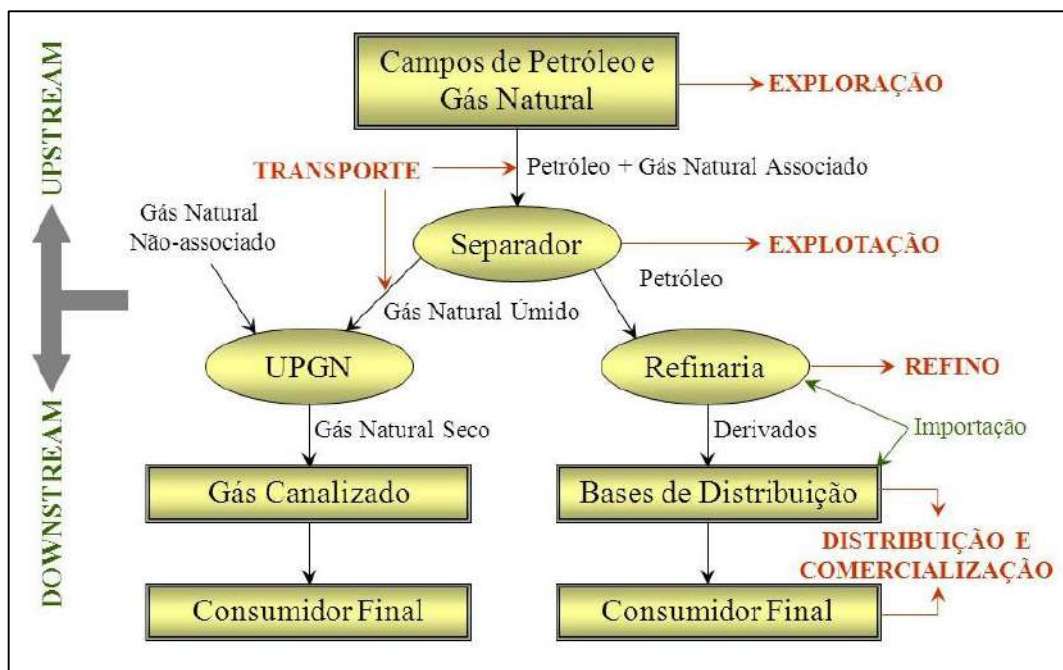 UPSTREAM
Campos de Petróleo e
Gás Natural
EXPLORAÇÃO
TRANSPORTE
Petróleo + Gás Natural Associado
Gás Natural
Não-associado
Separador
EXPLOTAÇÃO
Petróleo
Gás Natural Úmido
UPGN
Refinaria
REFINO
DOWNSTREAM
Gás Natural Seco
Derivados
Importação
Gás Canalizado
Bases de Distribuição
DISTRIBUIÇÃO E
COMERCIALIZAÇÃO
Consumidor Final
Consumidor Final